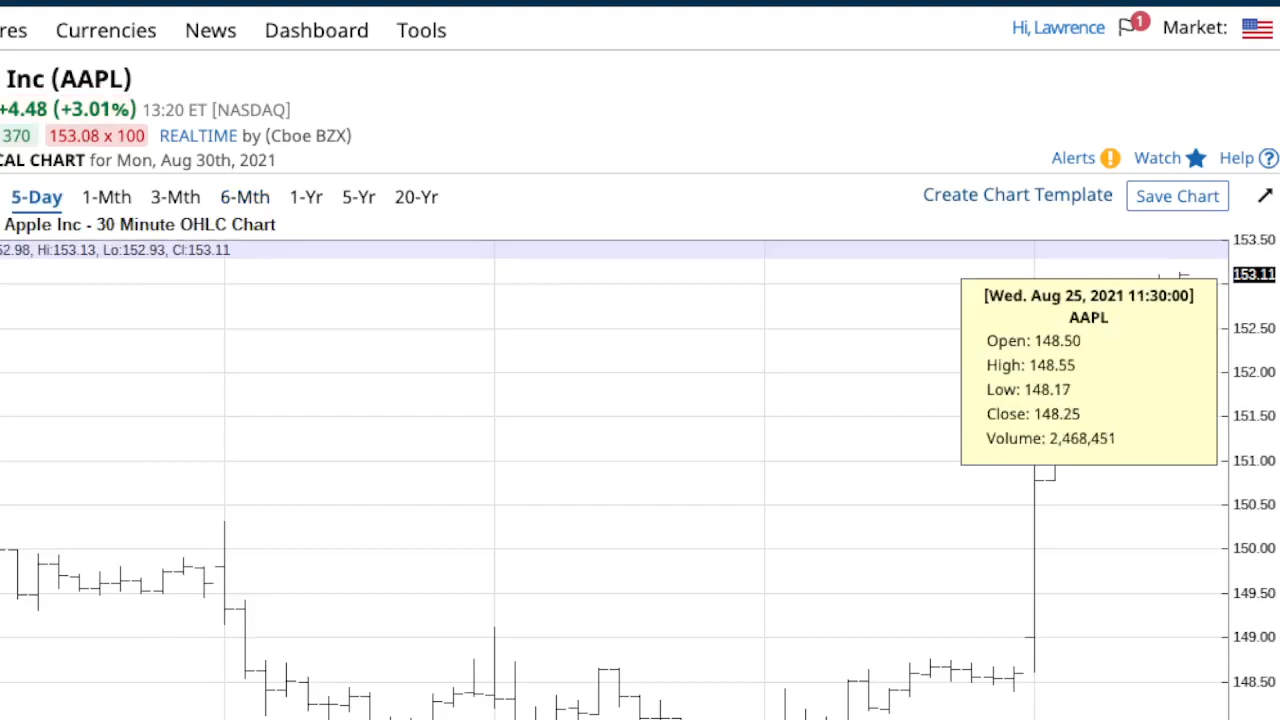 res Currencies News Dashboard Tools Hi, Lawrence 1 Market:
Inc (AAPL)
+4.48 (+3.01%) 13:20 ET [NASDAQ]
370 153.08 x 100 REALTIME by (Cboe BZX)
CAL CHART for Mon, Aug 30th, 2021
Alerts Watch Help
5-Day 1-Mth 3-Mth 6-Mth 1-Yr 5-Yr 20-Yr Create Chart Template Save Chart
Apple Inc - 30 Minute OHLC Chart
52.98, Hi:153.13, Lo:152.93, Cl:153.11
153.50
153.11
[Wed. Aug 25, 2021 11:30:00]
AAPL
Open: 148.50
High: 148.55
Low: 148.17
Close: 148.25
Volume: 2,468,451
152.50
152.00
151.50
151.00
150.50
150.00
149.50
149.00
148.50